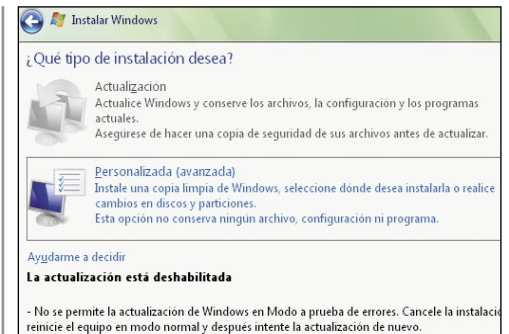 Instalar Windows
¿Qué tipo de instalación desea?
Actualización
Actualice Windows y conserve los archivos, la configuración y los programas
actuales.
Asegúrese de hacer una copia de seguridad de sus archivos antes de actualizar.
Personalizada (avanzada)
Instale una copia limpia de Windows, seleccione dónde desea instalarla o realice
cambios en discos y particiones.
Esta opción no conserva ningún archivo, configuración ni programa.
Ayudarme a decidir
La actualización está deshabilitada
- No se permite la actualización de Windows en Modo a prueba de errores. Cancele la instalació
reinicie el equipo en modo normal y después intente la actualización de nuevo.